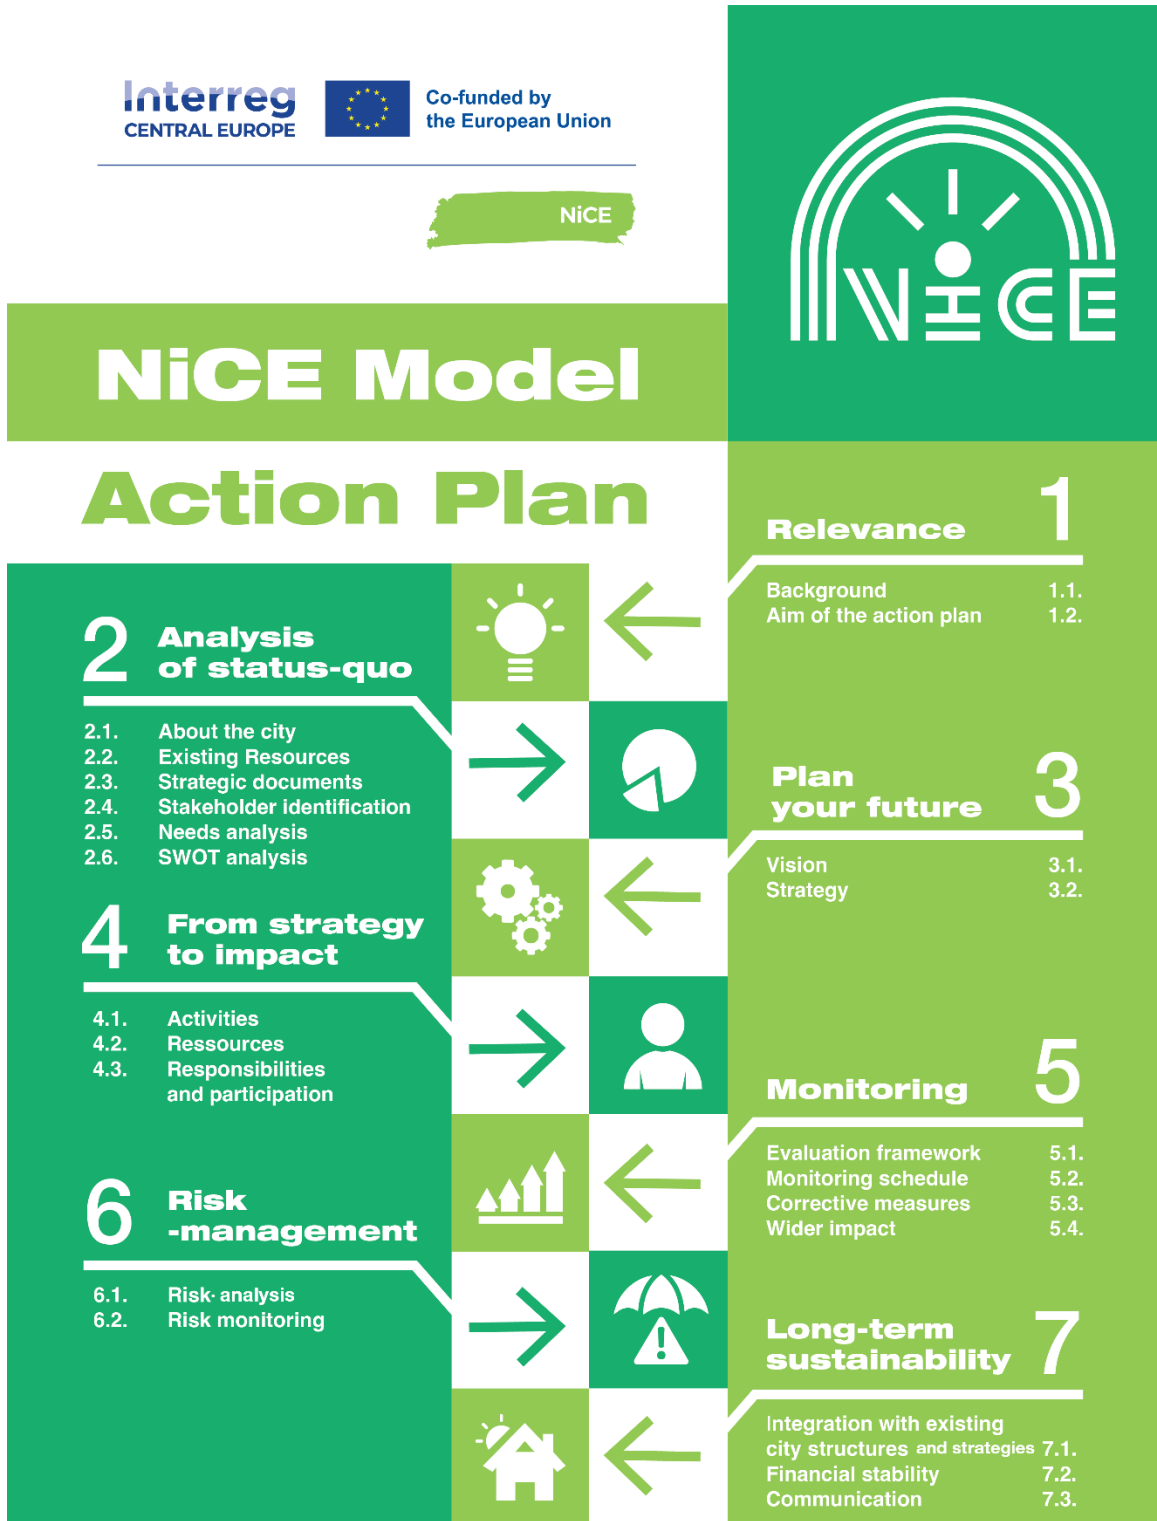 Interreg
CENTRAL EUROPE
Co-funded by
the European Union
NiCE
NiCE
NiCE Model
Action Plan
1
Relevance
Background 1.1.
Aim of the action plan 1.2.
2
Analysis
of status-quo
2.1. About the city
2.2. Existing Resources
2.3. Strategic documents
2.4. Stakeholder identification
2.5. Needs analysis
2.6. SWOT analysis
3
Plan
your future
Vision 3.1.
Strategy 3.2.
4
From strategy
to impact
4.1. Activities
4.2. Ressources
4.3. Responsibilities
and participation
5
Monitoring
Evaluation framework 5.1.
Monitoring schedule 5.2.
Corrective measures 5.3.
Wider impact 5.4.
6
Risk
-management
6.1. Risk- analysis
6.2. Risk monitoring
7
Long-term
sustainability
Integration with existing
city structures and strategies 7.1.
Financial stability 7.2.
Communication 7.3.